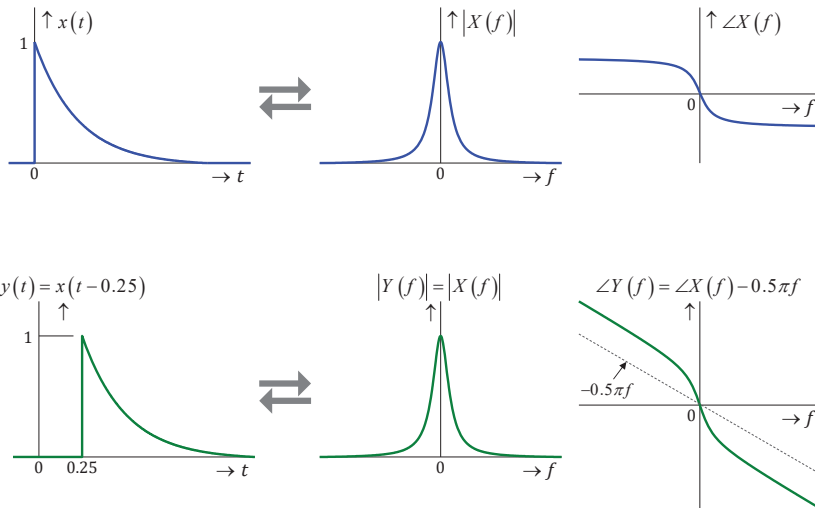 ↑ x(t)
1
0
→ t
↑ |X(f)|
0
→ f
↑ ∠X(f)
0
→ f
y(t) = x(t − 0.25)
↑
1
0
0.25
→ t
|Y(f)| = |X(f)|
↑
0
→ f
∠Y(f) = ∠X(f) − 0.5πf
↑
−0.5πf
0
→ f